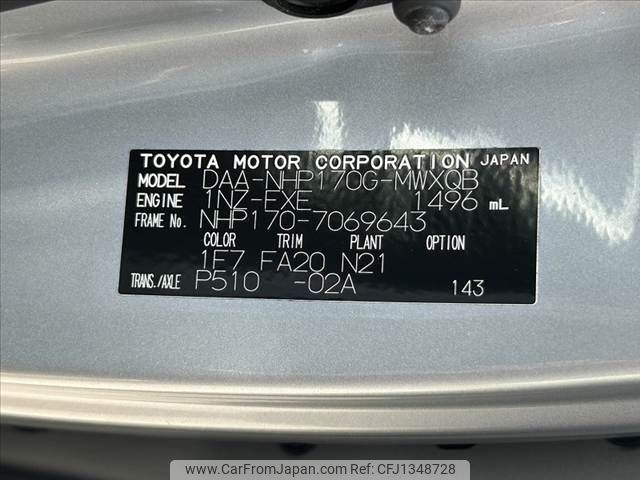 TOYOTA MOTOR CORPORATION JAPAN
MODEL DAA-NHP170G-MWXQB
ENGINE 1NZ-FXE 1496 mL
FRAME No. NHP170-7069643
COLOR TRIM PLANT OPTION
1F7 FA20 N21
TRANS./AXLE P510 -02A 143
www.CarFromJapan.com - CFJ1348728